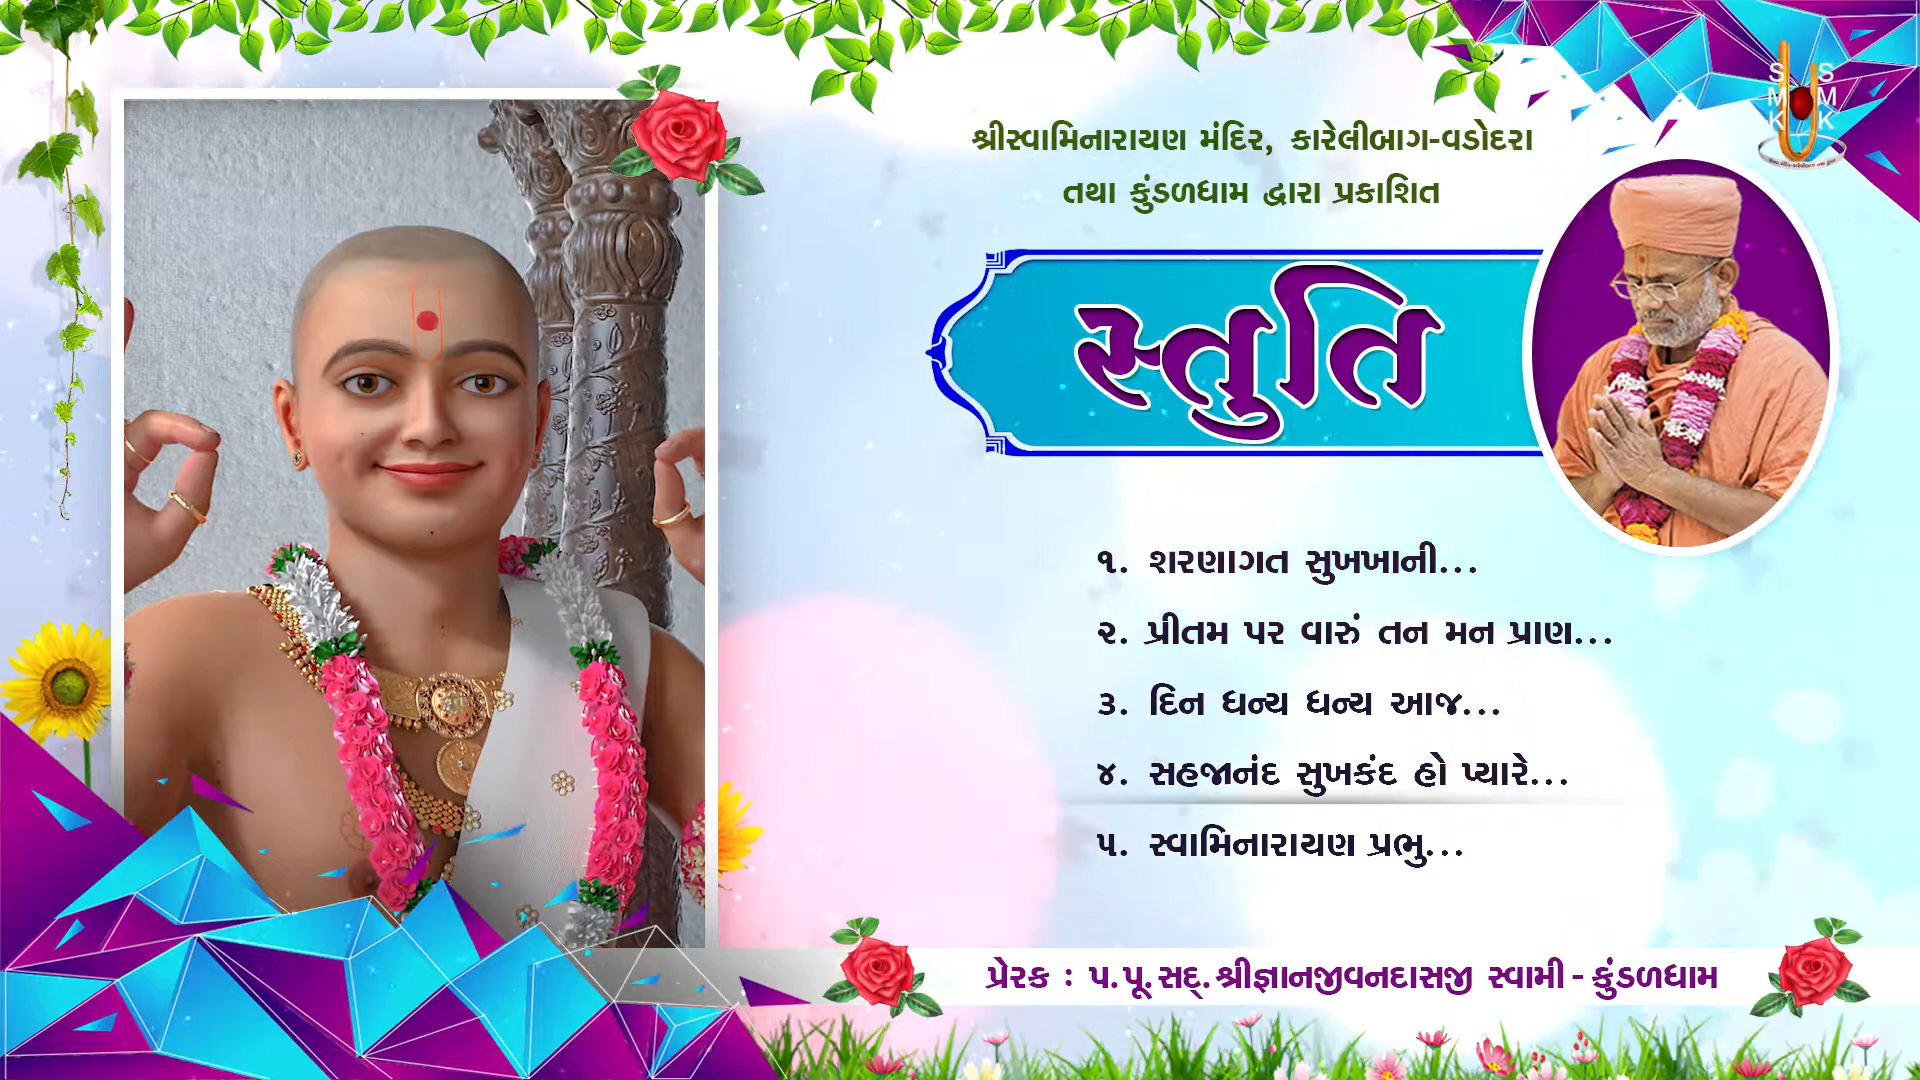 શ્રીસ્વામિનારાયણ મંદિર, કારેલીબાગ-વડોદરા
તથા કુંડળધામ દ્વારા પ્રકાશિત
S S
M M
K K
સ્તુતિ
૧. શરણાગત સુખખાની...
૨. પ્રીતમ પર વારું તન મન પ્રાણ...
૩. દિન ધન્ય ધન્ય આજ...
૪. સહજાનંદ સુખકંદ હો પ્યારે...
૫. સ્વામિનારાયણ પ્રભુ...
પ્રેરક : પ.પૂ.સદ્.શ્રીજ્ઞાનજીવનદાસજી સ્વામી - કુંડળધામ